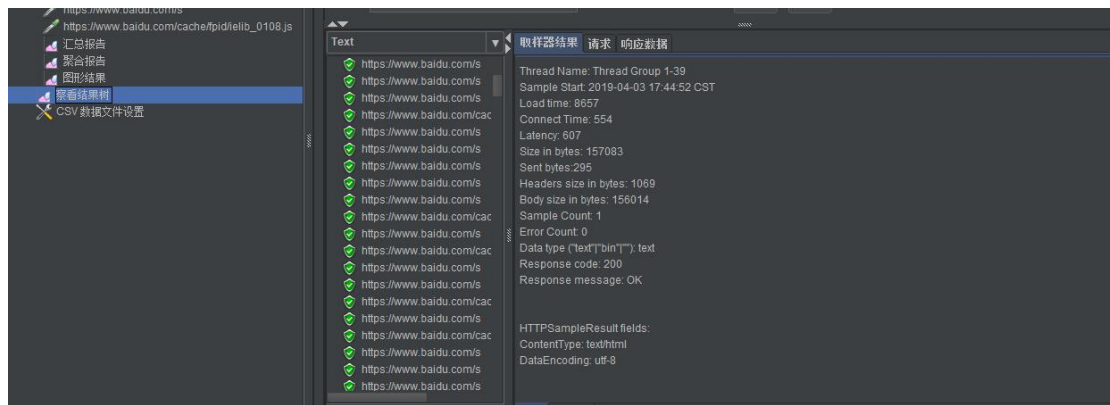 https://www.baidu.com/s
https://www.baidu.com/cache/fpid/ielib_0108.js
汇总报告
聚合报告
图形结果
察看结果树
CSV 数据文件设置
Text
https://www.baidu.com/s
https://www.baidu.com/s
https://www.baidu.com/s
https://www.baidu.com/cac
https://www.baidu.com/s
https://www.baidu.com/s
https://www.baidu.com/s
https://www.baidu.com/s
https://www.baidu.com/s
https://www.baidu.com/cac
https://www.baidu.com/s
https://www.baidu.com/cac
https://www.baidu.com/s
https://www.baidu.com/s
https://www.baidu.com/cac
https://www.baidu.com/s
https://www.baidu.com/cac
https://www.baidu.com/s
https://www.baidu.com/s
https://www.baidu.com/s
取样器结果 请求 响应数据
Thread Name: Thread Group 1-39
Sample Start: 2019-04-03 17:44:52 CST
Load time: 8657
Connect Time: 554
Latency: 607
Size in bytes: 157083
Sent bytes:295
Headers size in bytes: 1069
Body size in bytes: 156014
Sample Count: 1
Error Count: 0
Data type ("text"|"bin"|""): text
Response code: 200
Response message: OK
HTTPSampleResult fields:
ContentType: text/html
DataEncoding: utf-8